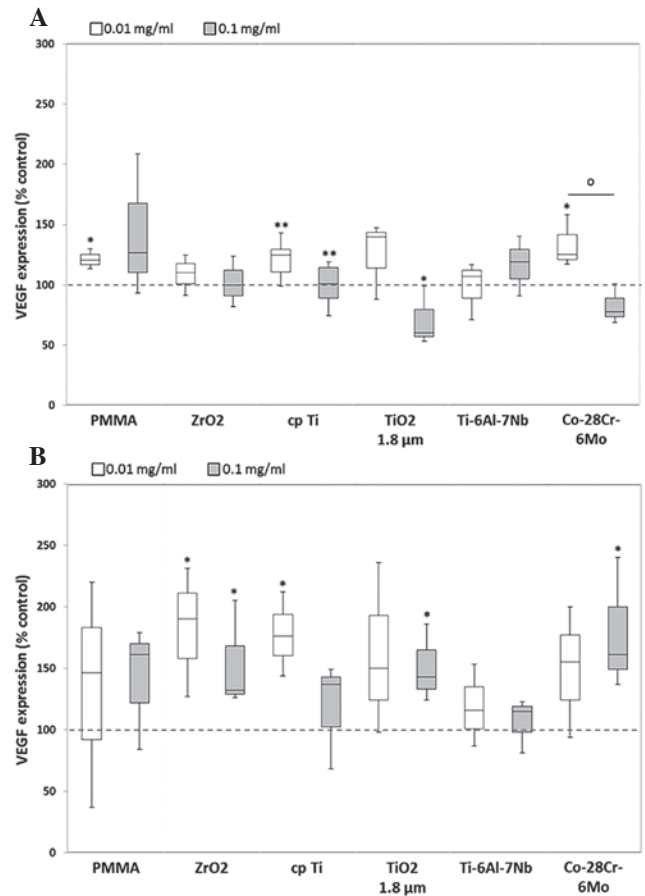 A
0.01 mg/ml 0.1 mg/ml
300
250
200
150
100
50
0
VEGF expression (% control)
* ** ** * * o
PMMA ZrO2 cp Ti TiO2 1.8 µm Ti-6Al-7Nb Co-28Cr-6Mo
B
0.01 mg/ml 0.1 mg/ml
300
250
200
150
100
50
0
VEGF expression (% control)
* * * * *
PMMA ZrO2 cp Ti TiO2 1.8 µm Ti-6Al-7Nb Co-28Cr-6Mo